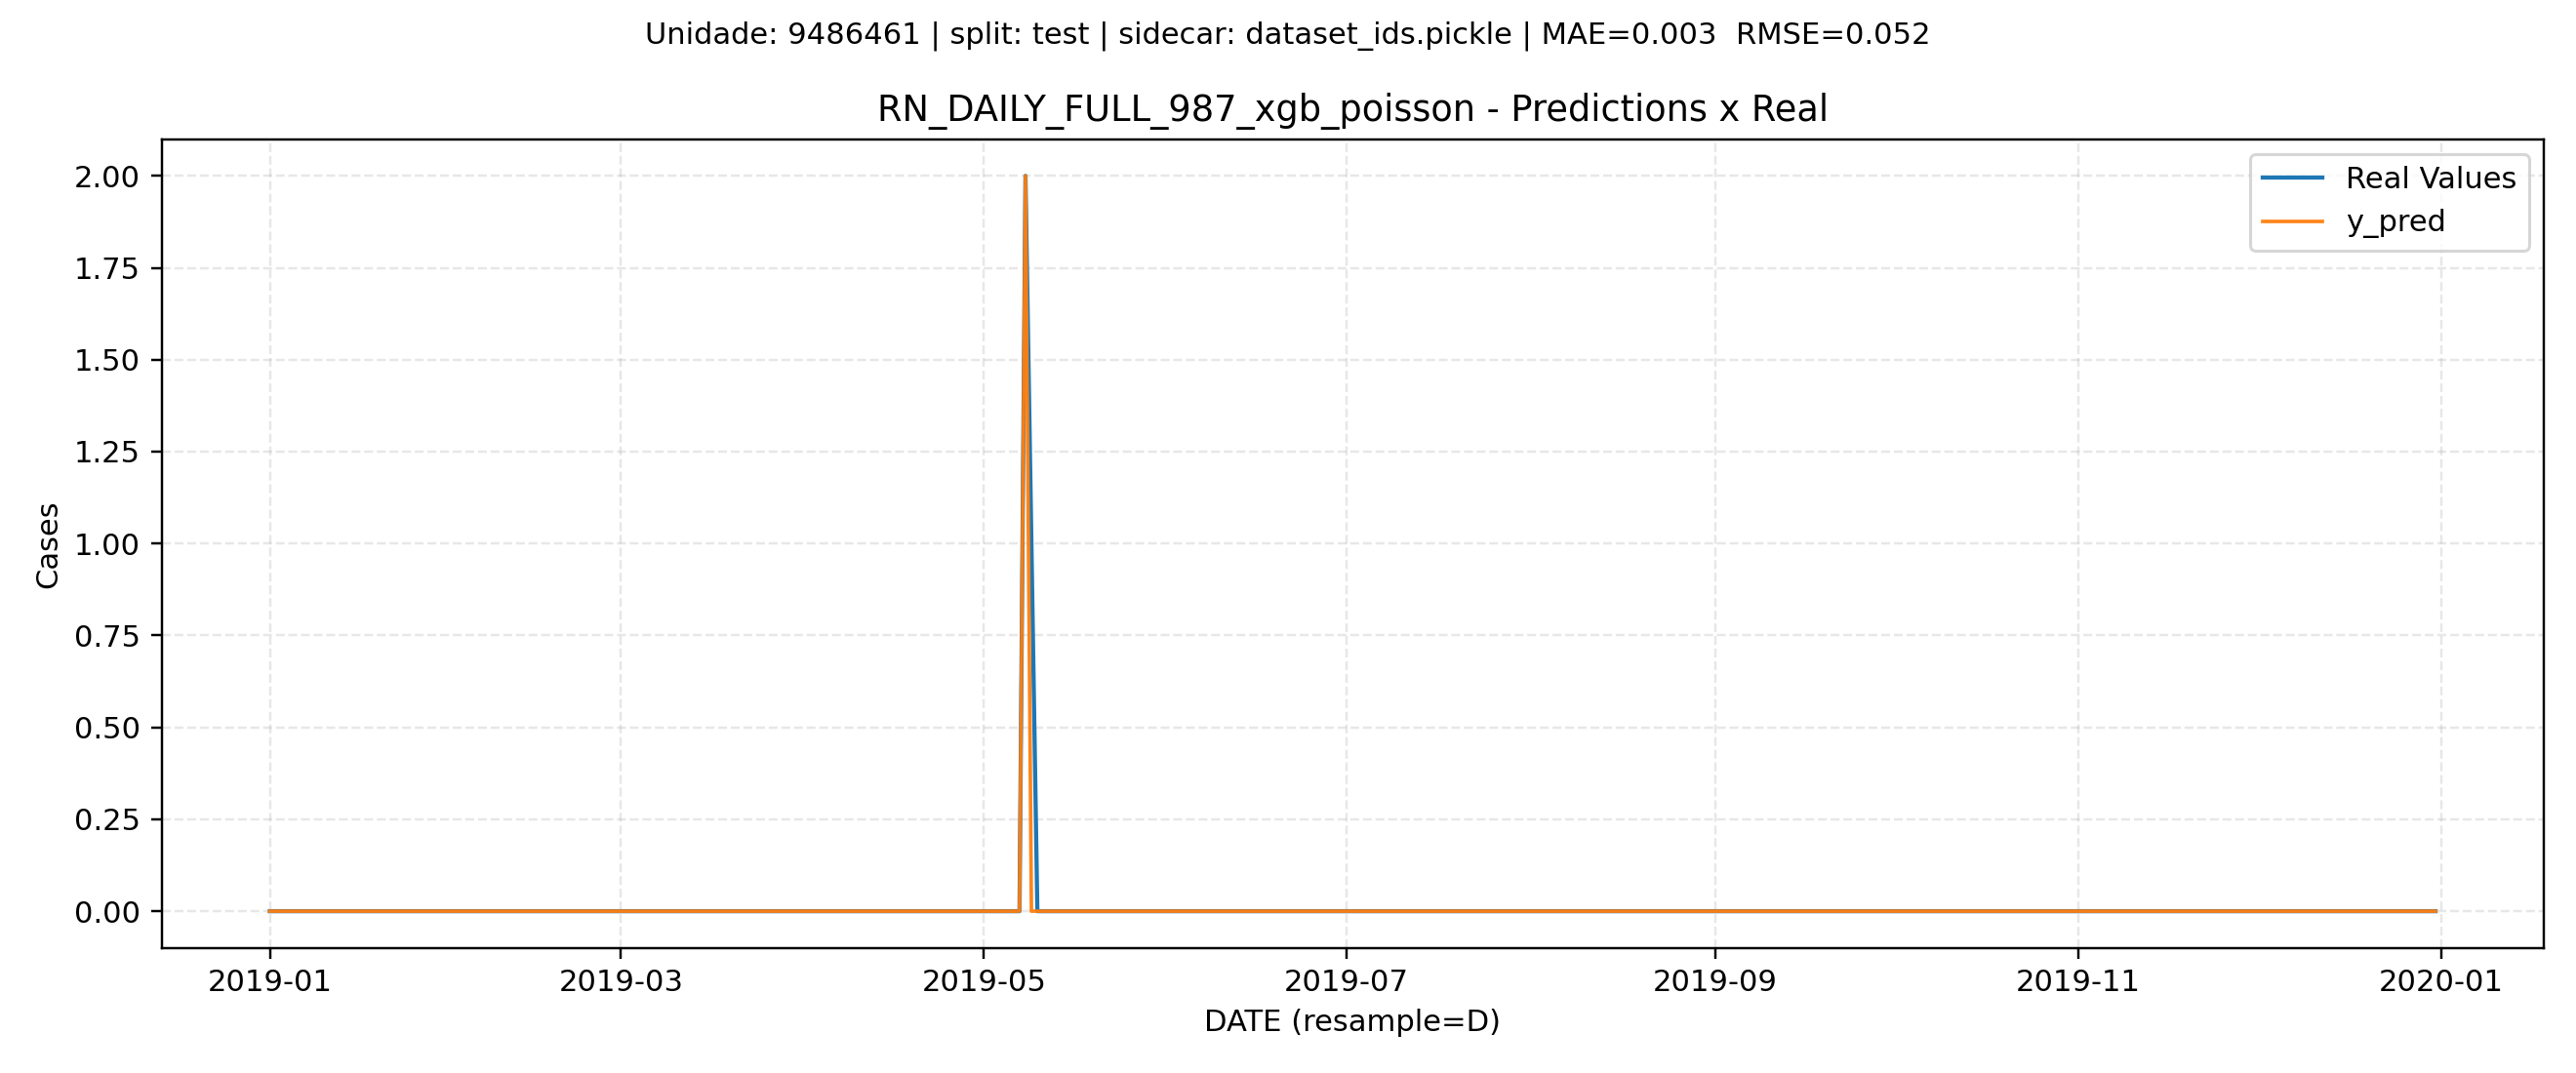 Unidade: 9486461 | split: test | sidecar: dataset_ids.pickle | MAE=0.003  RMSE=0.052
RN_DAILY_FULL_987_xgb_poisson - Predictions x Real
Real Values
y_pred
2.00
1.75
1.50
1.25
1.00
0.75
0.50
0.25
0.00
Cases
2019-01 2019-03 2019-05 2019-07 2019-09 2019-11 2020-01
DATE (resample=D)